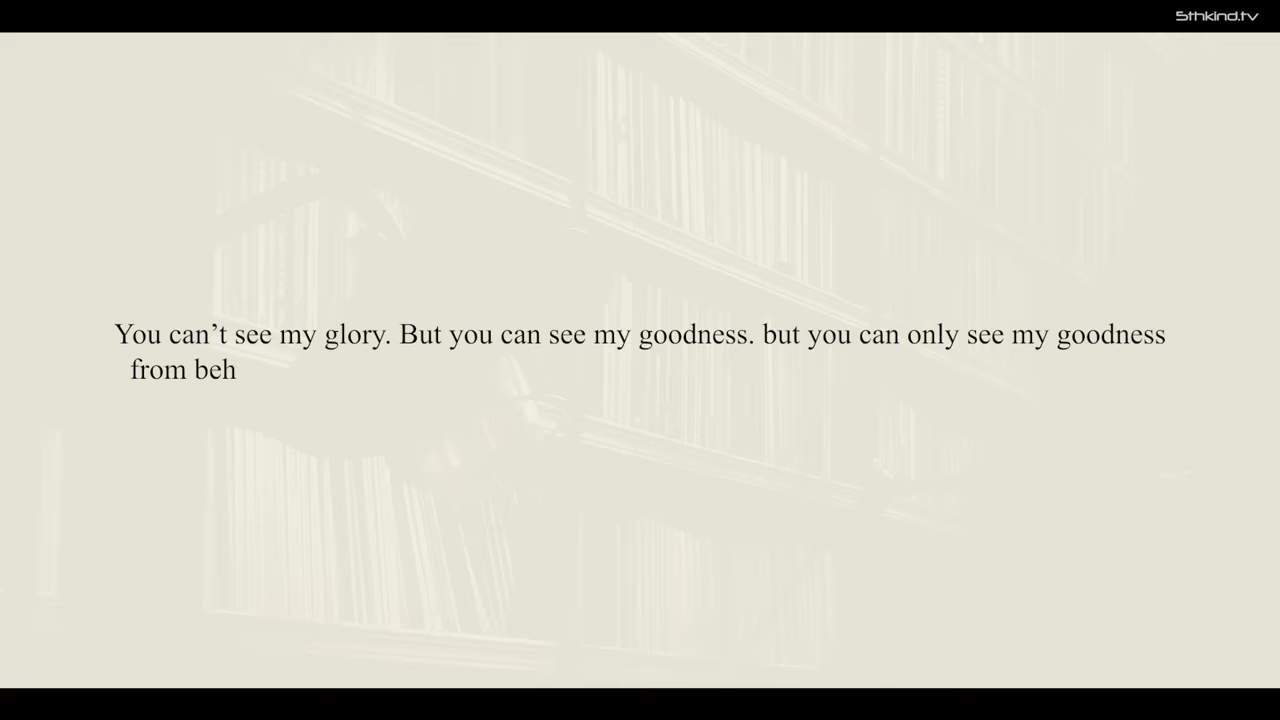 5thkind.tv
You can’t see my glory. But you can see my goodness. but you can only see my goodness
from beh